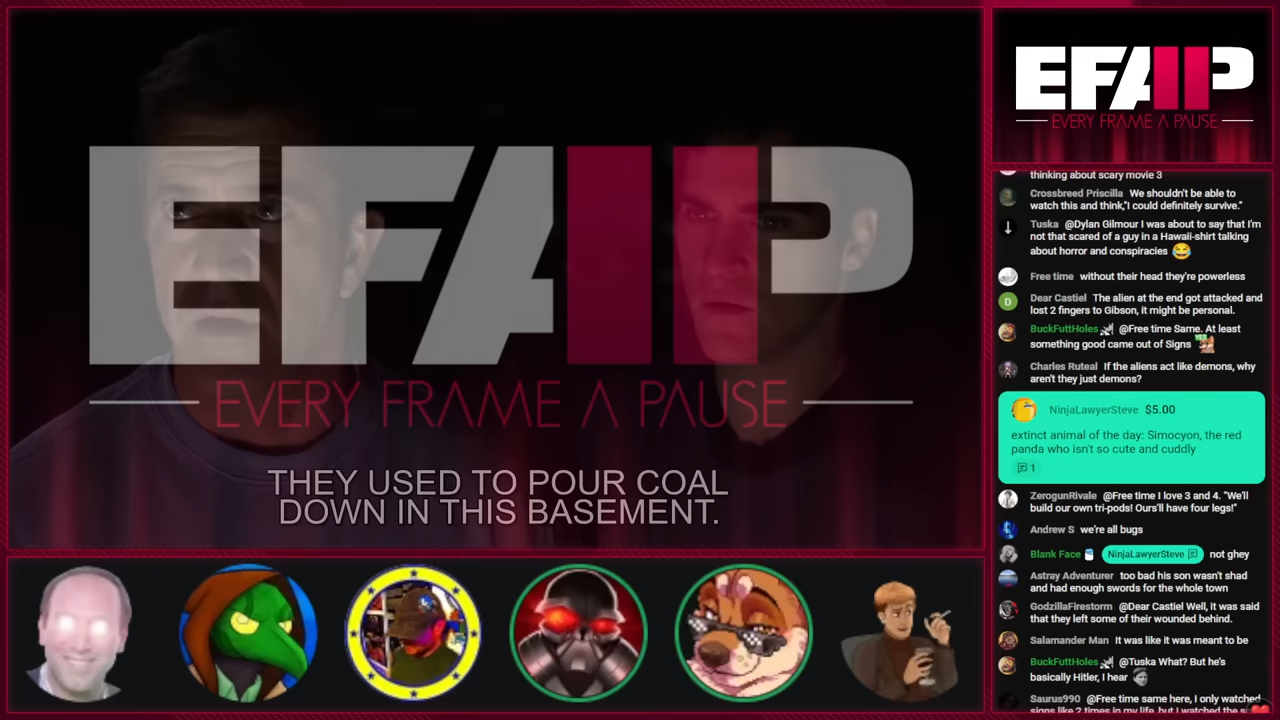 EFAP
EVERY FRAME A PAUSE
THEY USED TO POUR COAL
DOWN IN THIS BASEMENT.
EFAP
EVERY FRAME A PAUSE
thinking about scary movie 3
Crossbreed Priscilla We shouldn't be able to
watch this and think,"I could definitely survive."
Tuska @Dylan Gilmour I was about to say that I'm
not that scared of a guy in a Hawaii-shirt talking
about horror and conspiracies
Free time without their head they're powerless
D
Dear Castiel The alien at the end got attacked and
lost 2 fingers to Gibson, it might be personal.
BuckFuttHoles @Free time Same. At least
something good came out of Signs
Charles Ruteal If the aliens act like demons, why
aren't they just demons?
NinjaLawyerSteve $5.00
extinct animal of the day: Simocyon, the red
panda who isn't so cute and cuddly
1
ZerogunRivale @Free time I love 3 and 4. "We'll
build our own tri-pods! Ours'll have four legs!"
Andrew S we're all bugs
Blank Face NinjaLawyerSteve not ghey
Astray Adventurer too bad his son wasn't shad
and had enough swords for the whole town
GodzillaFirestorm @Dear Castiel Well, it was said
that they left some of their wounded behind.
Salamander Man It was like it was meant to be
BuckFuttHoles @Tuska What? But he's
basically Hitler, I hear
Saurus990 @Free time same here, I only watched
signs like 2 times in my life, but I watched the